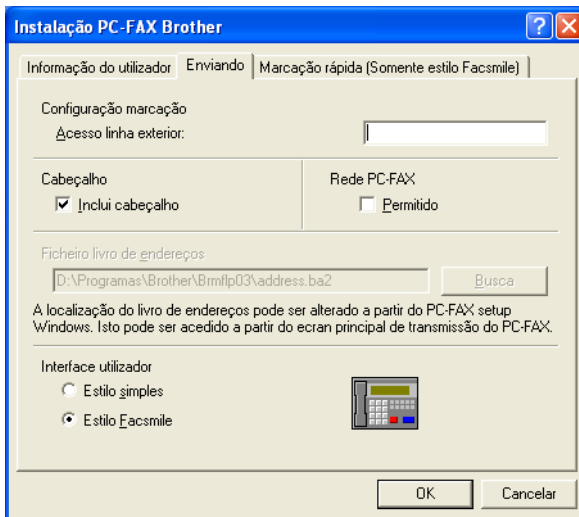 Instalação PC-FAX Brother
Informação do utilizador Enviando Marcação rápida (Somente estilo Facsmile)
Configuração marcação
Acesso linha exterior:
Cabeçalho Rede PC-FAX
Inclui cabeçalho Permitido
Ficheiro livro de endereços
D:\Programas\Brother\Brmflp03\address.ba2 Busca
A localização do livro de endereços pode ser alterado a partir do PC-FAX setup
Windows. Isto pode ser acedido a partir do ecran principal de transmissão do PC-FAX.
Interface utilizador
Estilo simples
Estilo Facsmile
OK Cancelar